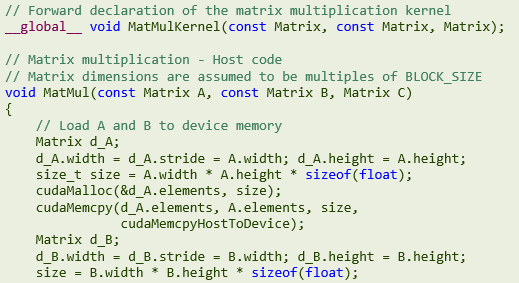 // Forward declaration of the matrix multiplication kernel
__global__ void MatMulKernel(const Matrix, const Matrix, Matrix);
// Matrix multiplication - Host code
// Matrix dimensions are assumed to be multiples of BLOCK_SIZE
void MatMul(const Matrix A, const Matrix B, Matrix C)
{
    // Load A and B to device memory
    Matrix d_A;
    d_A.width = d_A.stride = A.width; d_A.height = A.height;
    size_t size = A.width * A.height * sizeof(float);
    cudaMalloc(&d_A.elements, size);
    cudaMemcpy(d_A.elements, A.elements, size,
               cudaMemcpyHostToDevice);
    Matrix d_B;
    d_B.width = d_B.stride = B.width; d_B.height = B.height;
    size = B.width * B.height * sizeof(float);